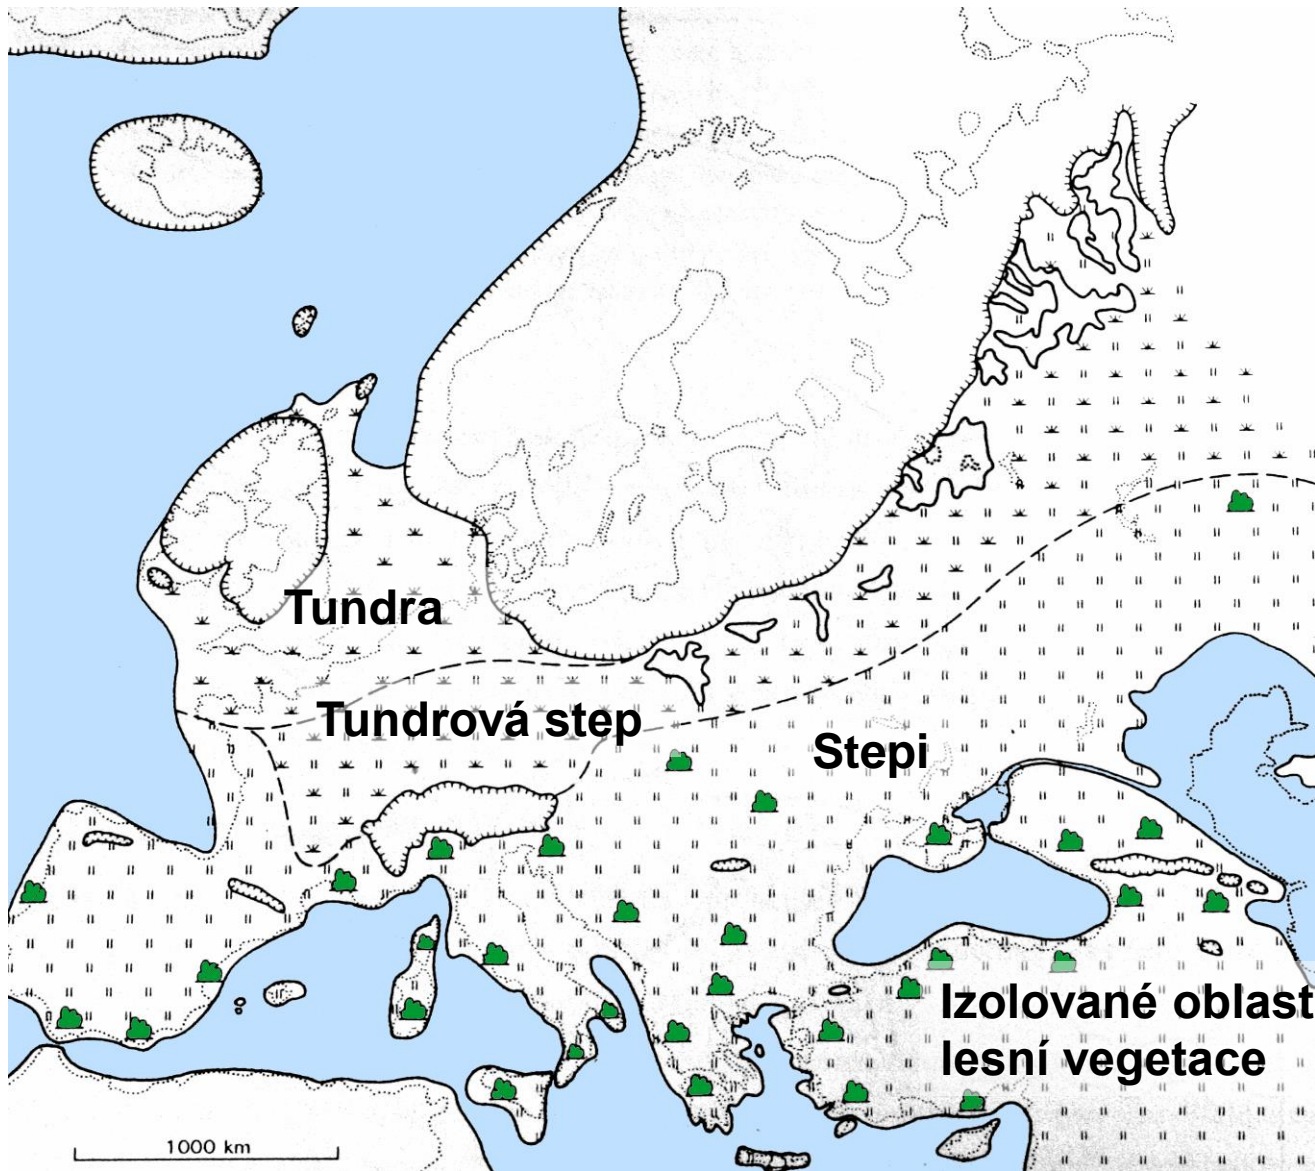 Tundra
Tundrová step
Stepi
Izolované oblast
lesní vegetace
1000 km